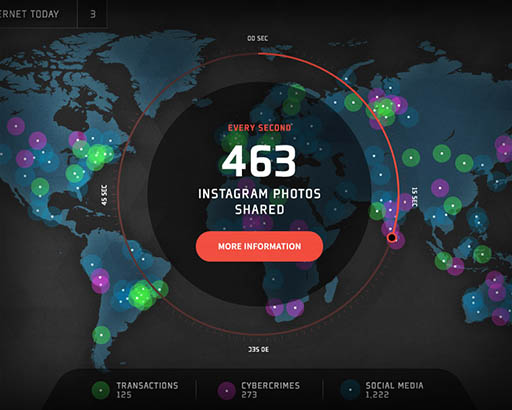 ERNET TODAY 3
00 SEC
EVERY SECOND*
463
INSTAGRAM PHOTOS
SHARED
45 SEC
15 SEC
MORE INFORMATION
30 SEC
TRANSACTIONS
125
CYBERCRIMES
273
SOCIAL MEDIA
1,222